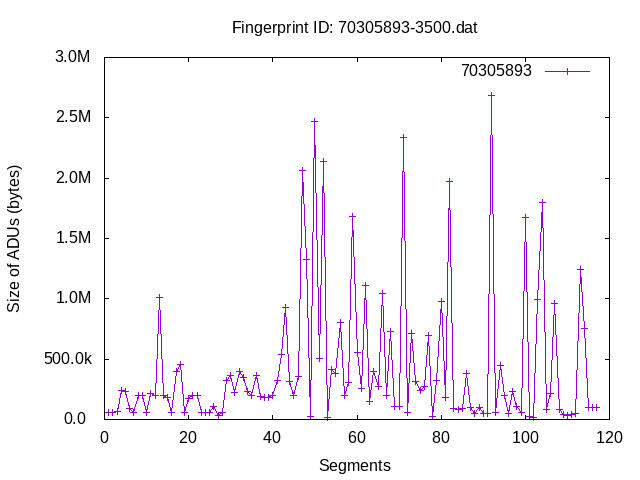 Fingerprint ID: 70305893-3500.dat
70305893
3.0M
2.5M
2.0M
1.5M
1.0M
500.0k
0.0
Size of ADUs (bytes)
0 20 40 60 80 100 120
Segments